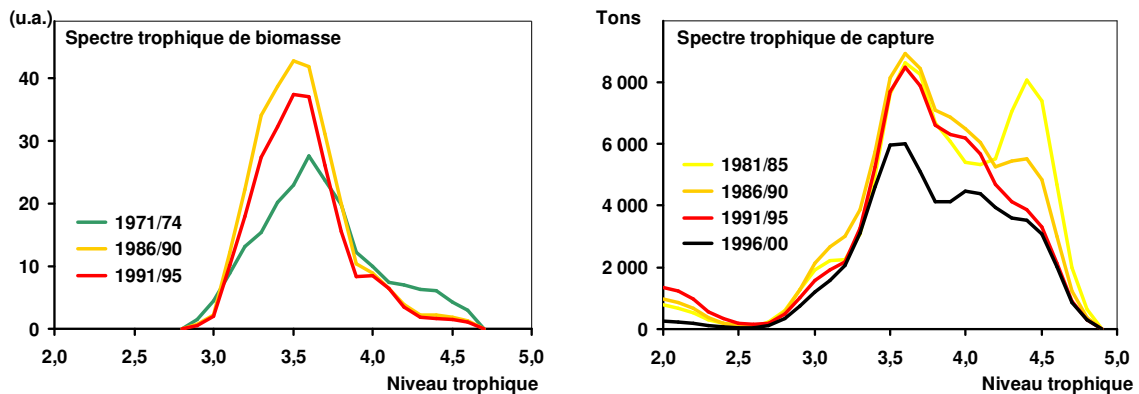 (u.a.)
Spectre trophique de biomasse
40
30
20
10
0
1971/74
1986/90
1991/95
2,0 2,5 3,0 3,5 4,0 4,5 5,0
Niveau trophique
Tons
Spectre trophique de capture
8 000
6 000
4 000
2 000
0
1981/85
1986/90
1991/95
1996/00
2,0 2,5 3,0 3,5 4,0 4,5 5,0
Niveau trophique